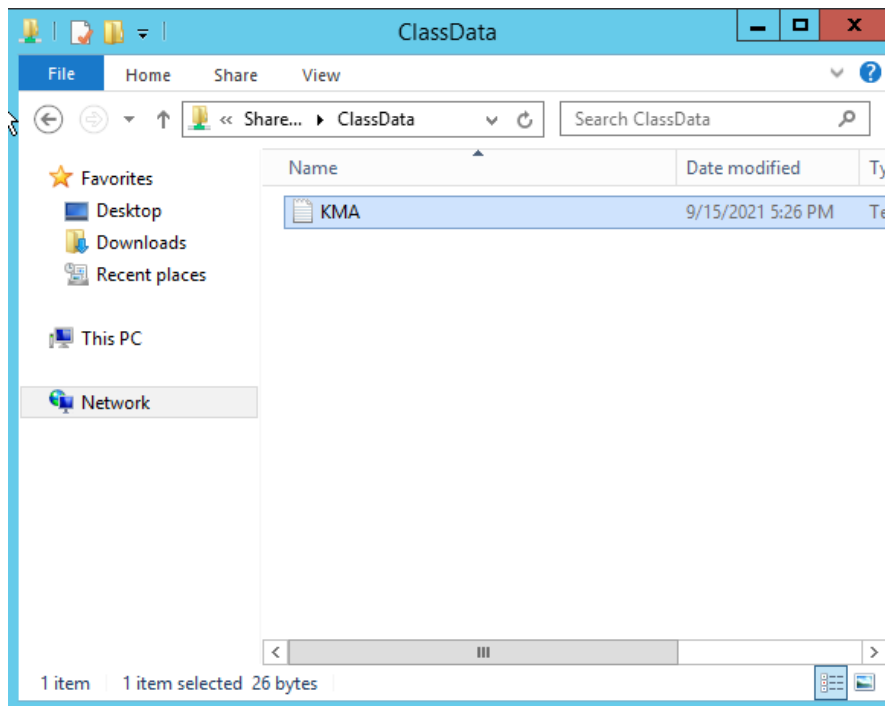 ClassData
File Home Share View
« Share... ClassData Search ClassData
Name Date modified Ty
Favorites
Desktop
Downloads
Recent places
This PC
Network
KMA 9/15/2021 5:26 PM Te
1 item 1 item selected 26 bytes